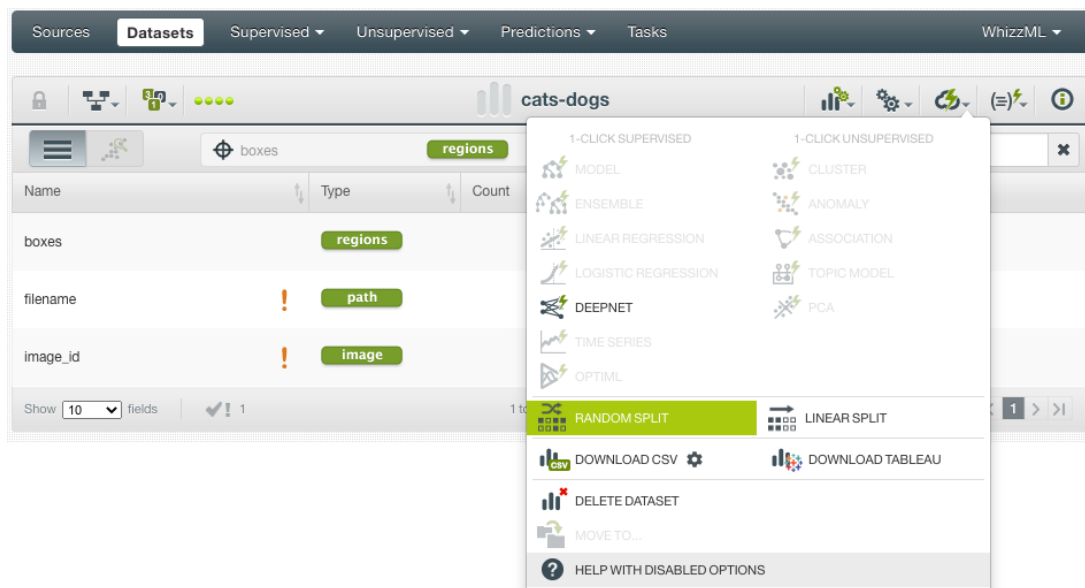 Sources Datasets Supervised Unsupervised Predictions Tasks WhizzML
cats-dogs
boxes regions
1-CLICK SUPERVISED 1-CLICK UNSUPERVISED
MODEL CLUSTER
Name Type Count
ENSEMBLE ANOMALY
boxes regions
LINEAR REGRESSION ASSOCIATION
LOGISTIC REGRESSION TOPIC MODEL
filename ! path
DEEPNET PCA
TIME SERIES
image_id ! image
OPTIML
Show 10 fields ! 1 1 to 1
RANDOM SPLIT LINEAR SPLIT
CSV DOWNLOAD CSV DOWNLOAD TABLEAU
DELETE DATASET
MOVE TO...
? HELP WITH DISABLED OPTIONS